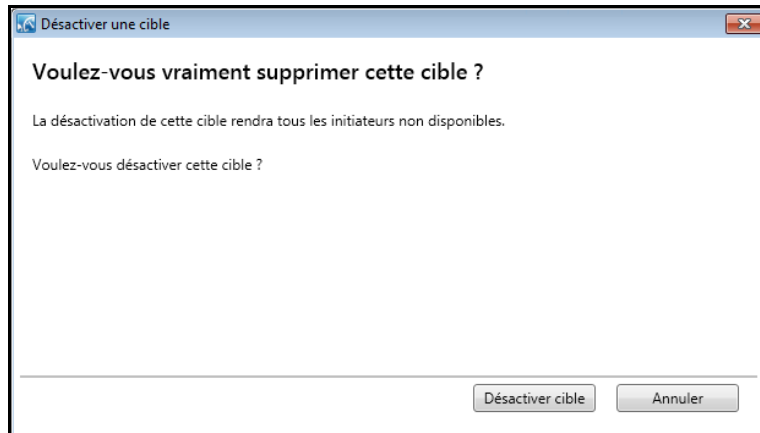 Désactiver une cible
Voulez-vous vraiment supprimer cette cible ?
La désactivation de cette cible rendra tous les initiateurs non disponibles.
Voulez-vous désactiver cette cible ?
Désactiver cible Annuler